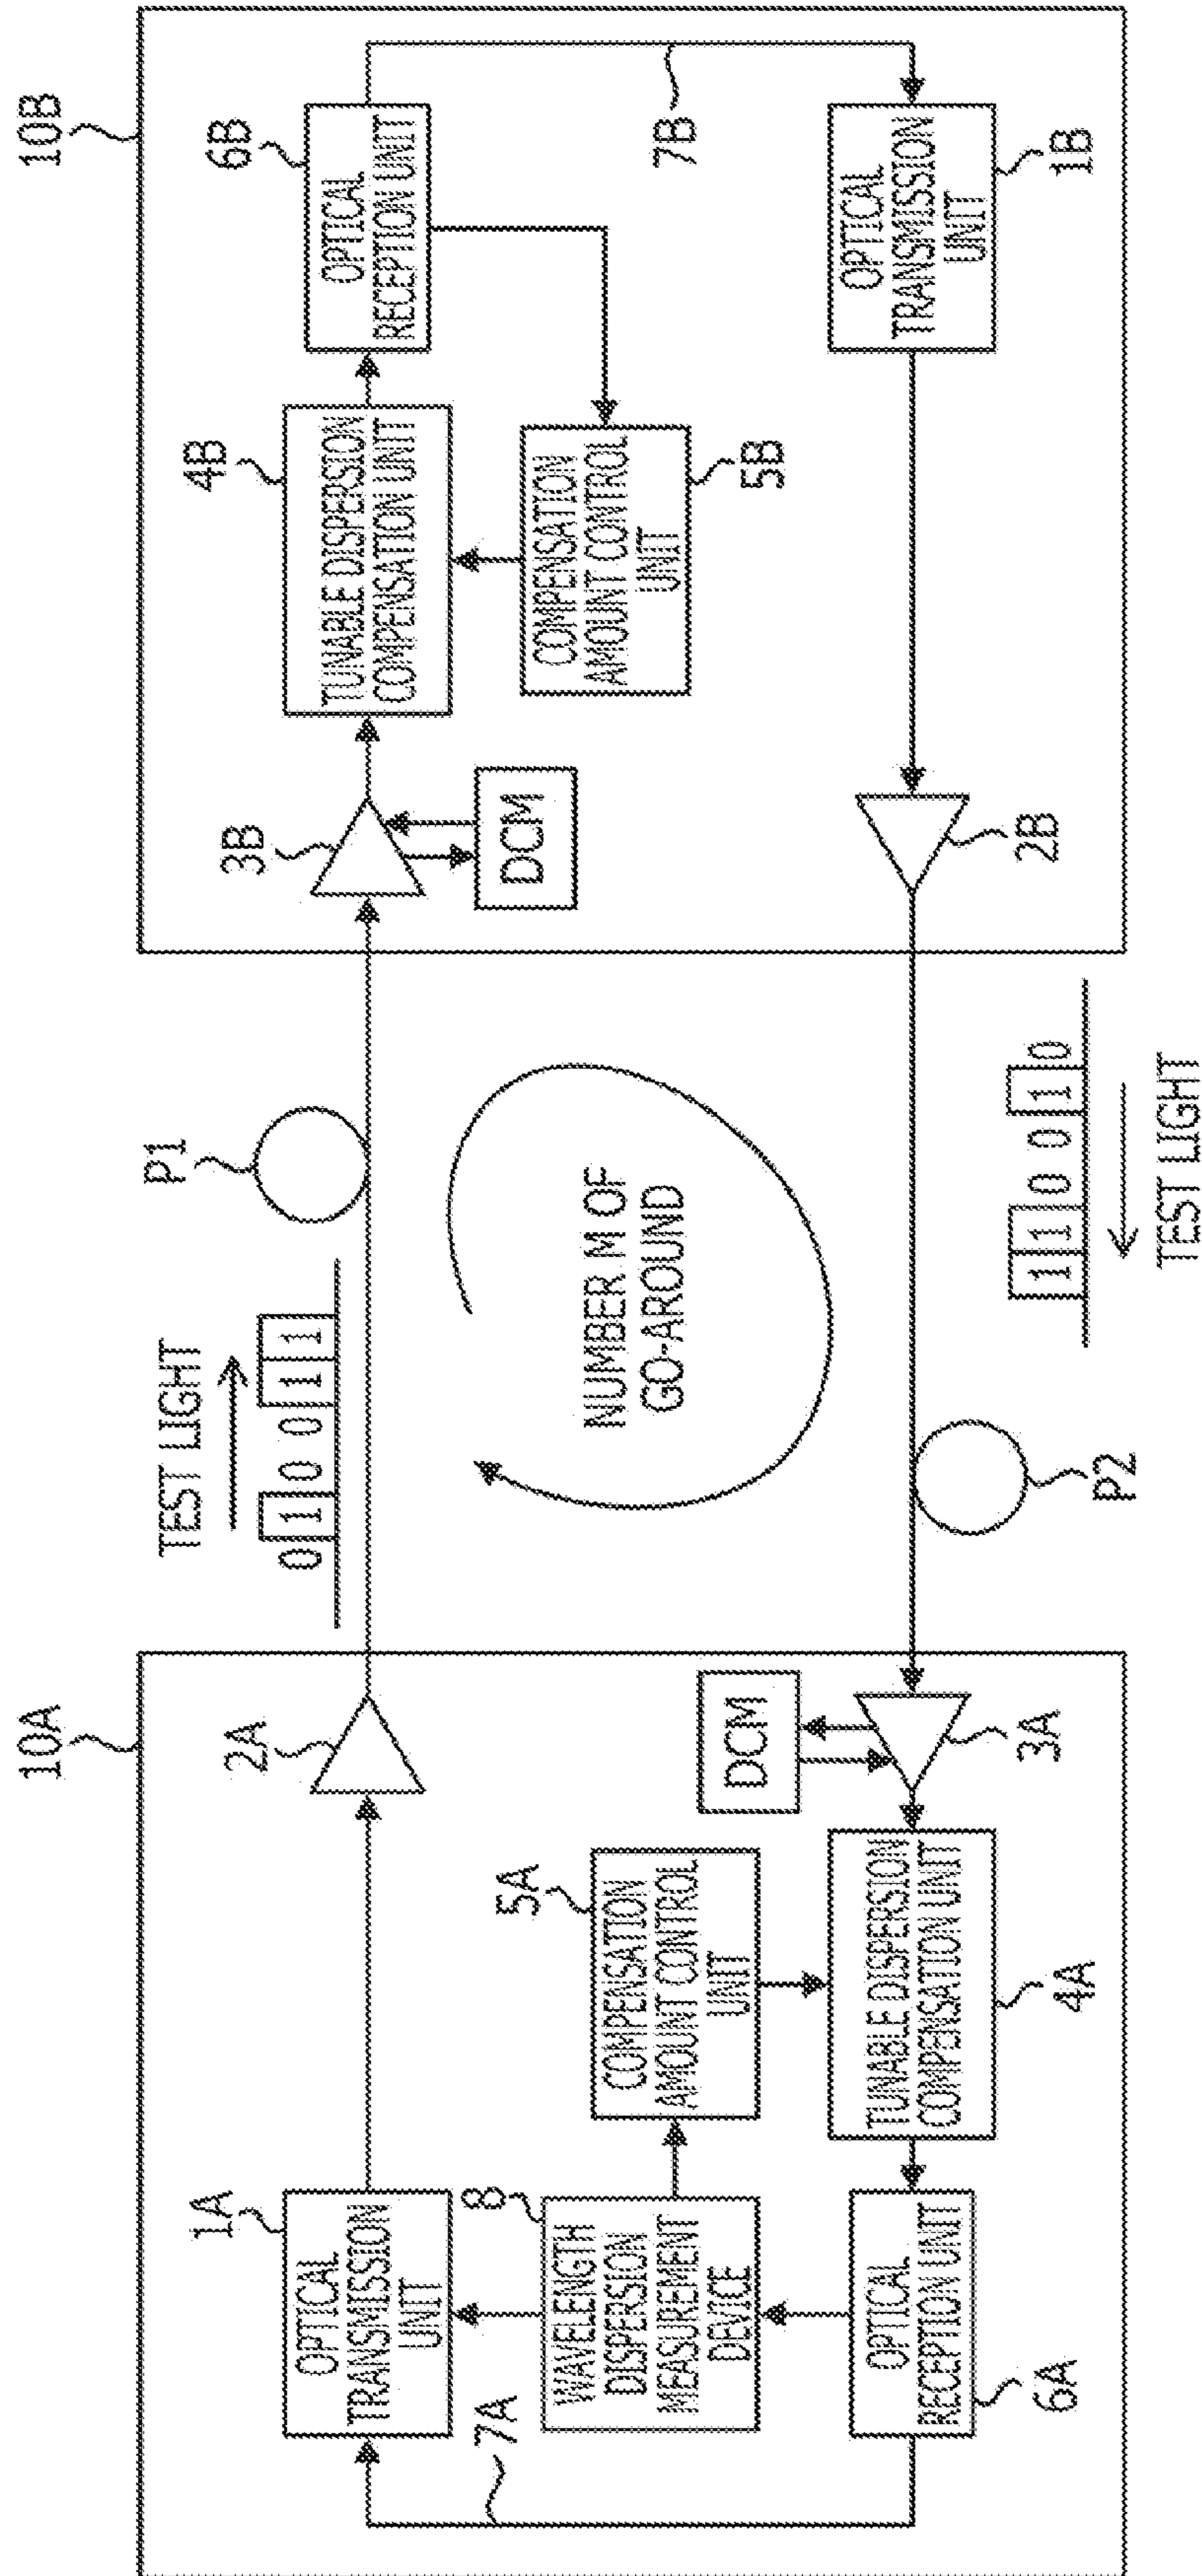 10A
1A
OPTICAL
TRANSMISSION
UNIT
2A
7A
8
WAVELENGTH
DISPERSION
MEASUREMENT
DEVICE
5A
COMPENSATION
AMOUNT CONTROL
UNIT
DCM
OPTICAL
RECEPTION UNIT
6A
TUNABLE DISPERSION
COMPENSATION UNIT
4A
3A
TEST LIGHT
0 1 0 0 1 1
P1
NUMBER M OF
GO-AROUND
P2
1 1 0 0 1 0
TEST LIGHT
10B
3B
DCM
4B
TUNABLE DISPERSION
COMPENSATION UNIT
6B
OPTICAL
RECEPTION UNIT
COMPENSATION
AMOUNT CONTROL
UNIT
5B
7B
2B
OPTICAL
TRANSMISSION
UNIT
1B